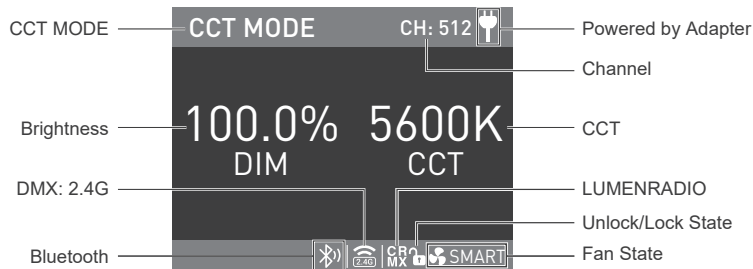 CCT MODE
CCT MODE
CH: 512
Powered by Adapter
Channel
Brightness
100.0%
DIM
5600K
CCT
CCT
DMX: 2.4G
LUMENRADIO
Unlock/Lock State
Bluetooth
2.4G
CR
MX
SMART
Fan State